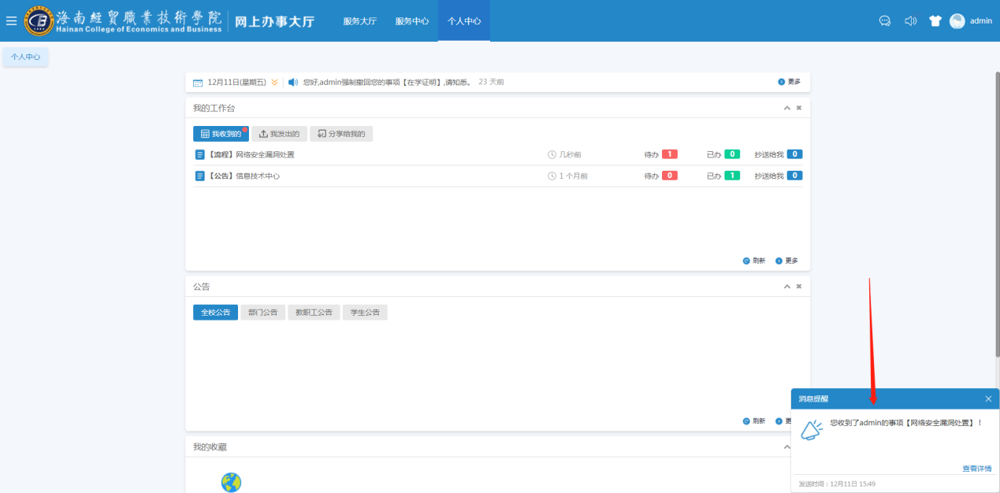 海南經貿職業技術學院
Hainan College of Economics and Business
网上办事大厅
服务大厅 服务中心 个人中心
admin
个人中心
12月11日(星期五) 您好,admin强制撤回您的事项【在学证明】,请知悉。 23 天前 更多
我的工作台
我收到的 我发出的 分享给我的
【流程】网络安全漏洞处置 几秒前 待办 1 已办 0 抄送给我 0
【公告】信息技术中心 1 个月前 待办 0 已办 1 抄送给我 0
刷新 更多
公告
全校公告 部门公告 教职工公告 学生公告
刷新 更
我的收藏
消息提醒
您收到了admin的事项【网络安全漏洞处置】！
查看详情
发送时间：12月11日 15:49